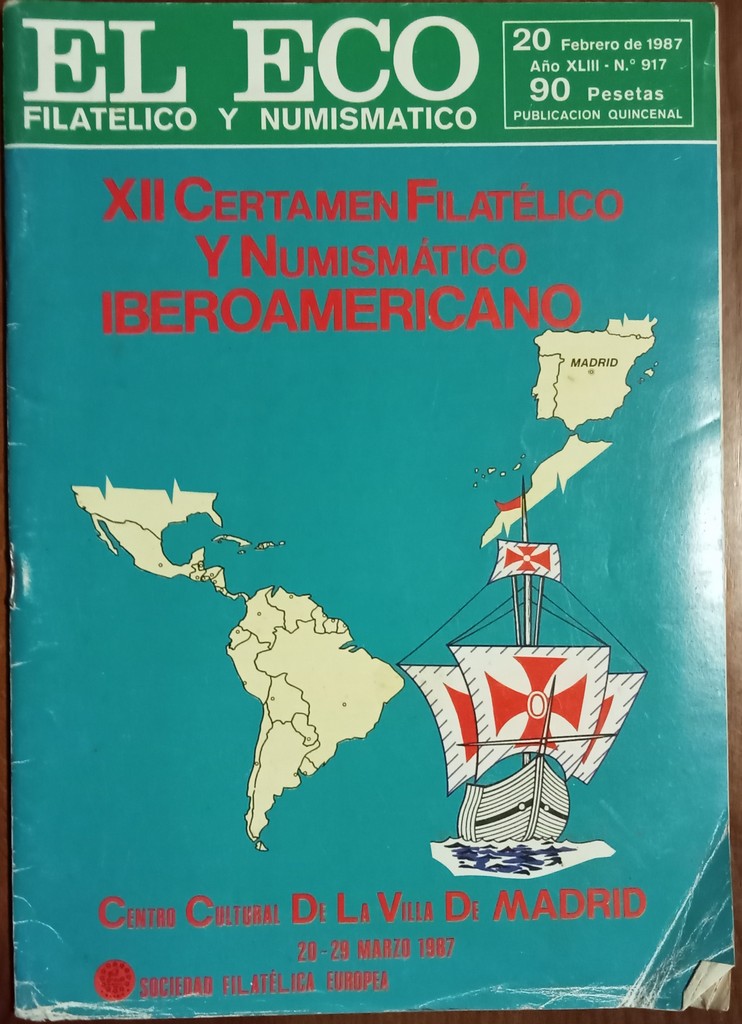 EL ECO
FILATELICO Y NUMISMATICO
20 Febrero de 1987
Año XLIII - N.° 917
90 Pesetas
PUBLICACION QUINCENAL
XII CERTAMEN FILATÉLICO
Y NUMISMÁTICO
IBEROAMERICANO
MADRID
CENTRO CULTURAL DE LA VILLA DE MADRID
20-29 MARZO 1987
SOCIEDAD FILATÉLICA EUROPEA